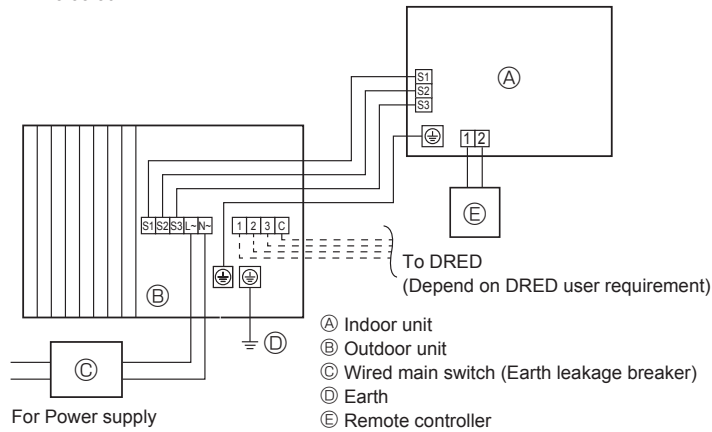 S1
S2
S3
Ⓐ
1 2
Ⓔ
S1 S2 S3 L~ N~
1 2 3 C
Ⓑ
To DRED
(Depend on DRED user requirement)
Ⓓ
Ⓒ
For Power supply
Ⓐ Indoor unit
Ⓑ Outdoor unit
Ⓒ Wired main switch (Earth leakage breaker)
Ⓓ Earth
Ⓔ Remote controller